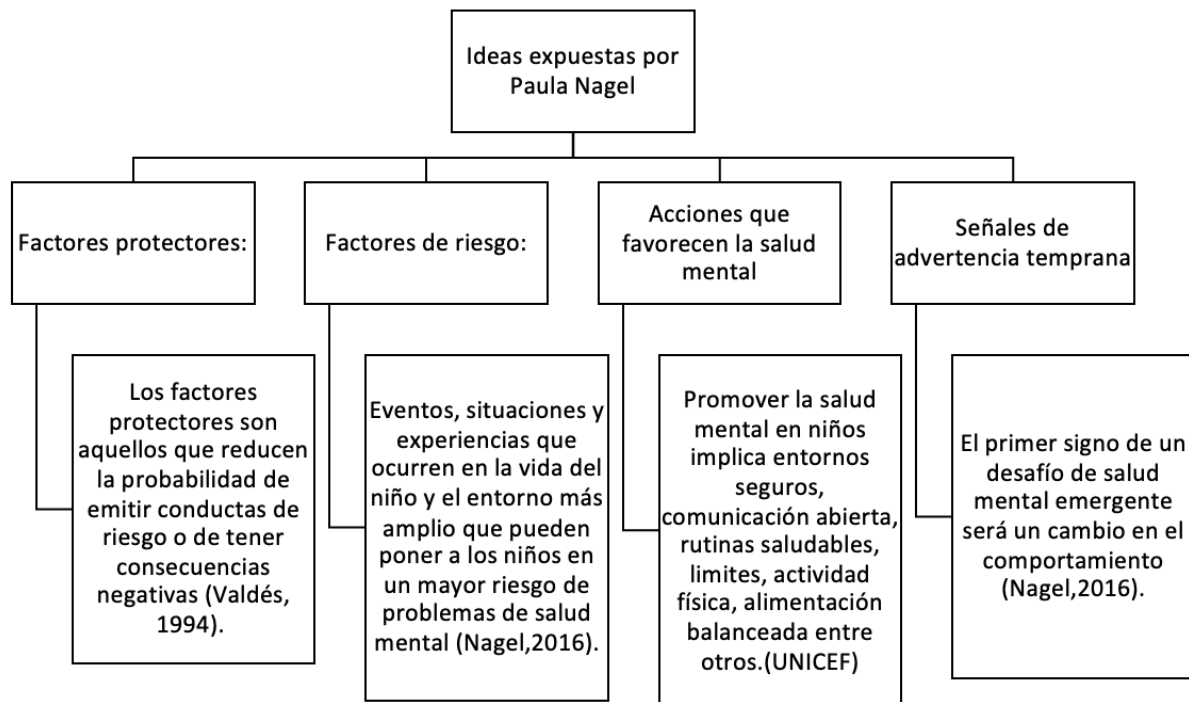 Ideas expuestas por
Paula Nagel
Factores protectores:
Factores de riesgo:
Acciones que
favorecen la salud
mental
Señales de
advertencia temprana
Los factores
protectores son
aquellos que reducen
la probabilidad de
emitir conductas de
riesgo o de tener
consecuencias
negativas (Valdés,
1994).
Eventos, situaciones y
experiencias que
ocurren en la vida del
niño y el entorno más
amplio que pueden
poner a los niños en
un mayor riesgo de
problemas de salud
mental (Nagel,2016).
Promover la salud
mental en niños
implica entornos
seguros,
comunicación abierta,
rutinas saludables,
limites, actividad
física, alimentación
balanceada entre
otros.(UNICEF)
El primer signo de un
desafío de salud
mental emergente
será un cambio en el
comportamiento
(Nagel,2016).